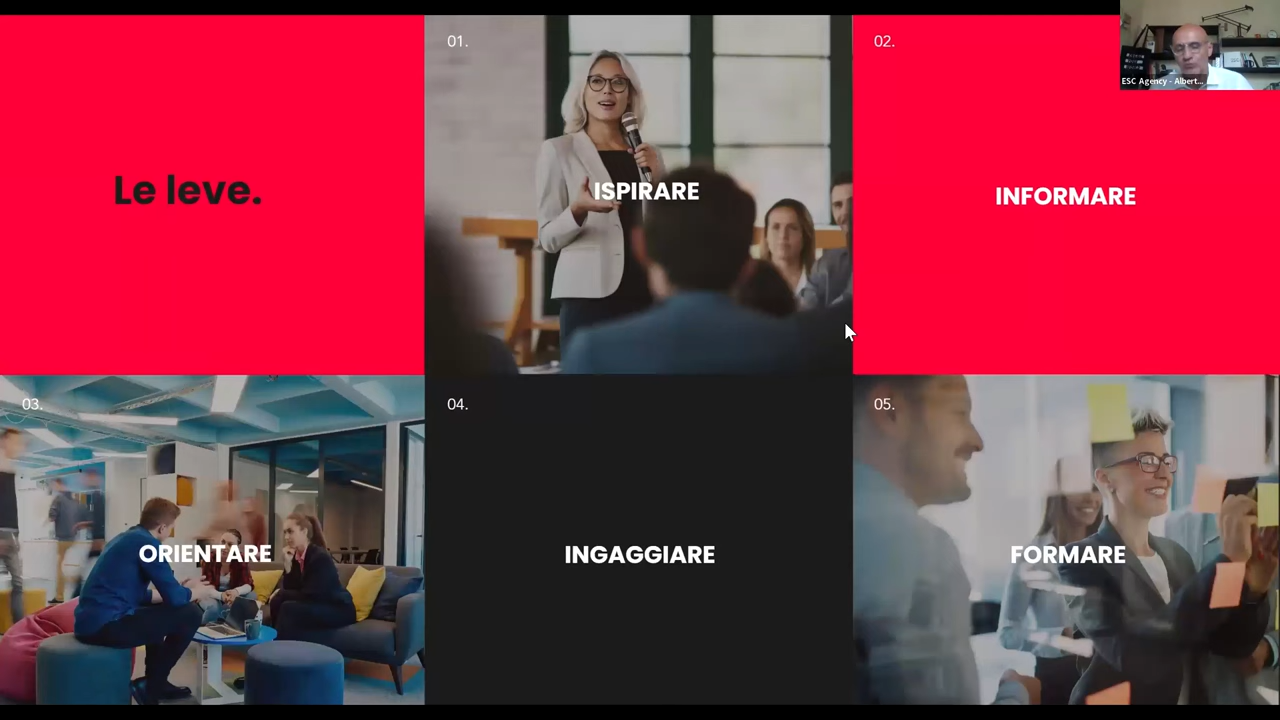 Le leve.
01.
ISPIRARE
02.
INFORMARE
ESC Agency - Albert...
03.
ORIENTARE
04.
INGAGGIARE
05.
FORMARE